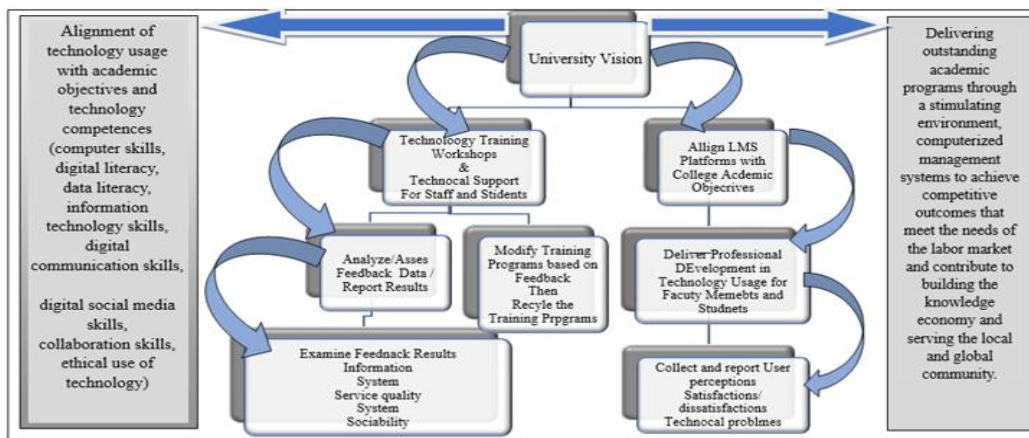 Alignment of
technology usage
with academic
objectives and
technology
competences
(computer skills,
digital literacy,
data literacy,
information
technology skills,
digital
communication skills,
digital social media
skills,
collaboration skills,
ethical use of
technology)
University Vision
Technoloogy Training
Workshops
&
Technocal Support
For Staff and Stidents
Allign LMS
Platforms with
College Ademic
Objecrives
Analyze/Asses
Feedback Data /
Report Results
Modify Training
Programs based on
Feedback
Then
Recyle the
Training Prpgrams
Deliver Professional
DEvelopment in
Technology Usage for
Facuty Memebts and
Studnets
Examine Feednack Results
Information
System
Service quality
System
Sociability
Collect and report User
perceptions
Satisfactions/
dissatisfactions
Technocal problmes
Delivering
outstanding
academic
programs through
a stimulating
environment,
computerized
management
systems to achieve
competitive
outcomes that
meet the needs of
the labor market
and contribute to
building the
knowledge
economy and
serving the local
and global
community.